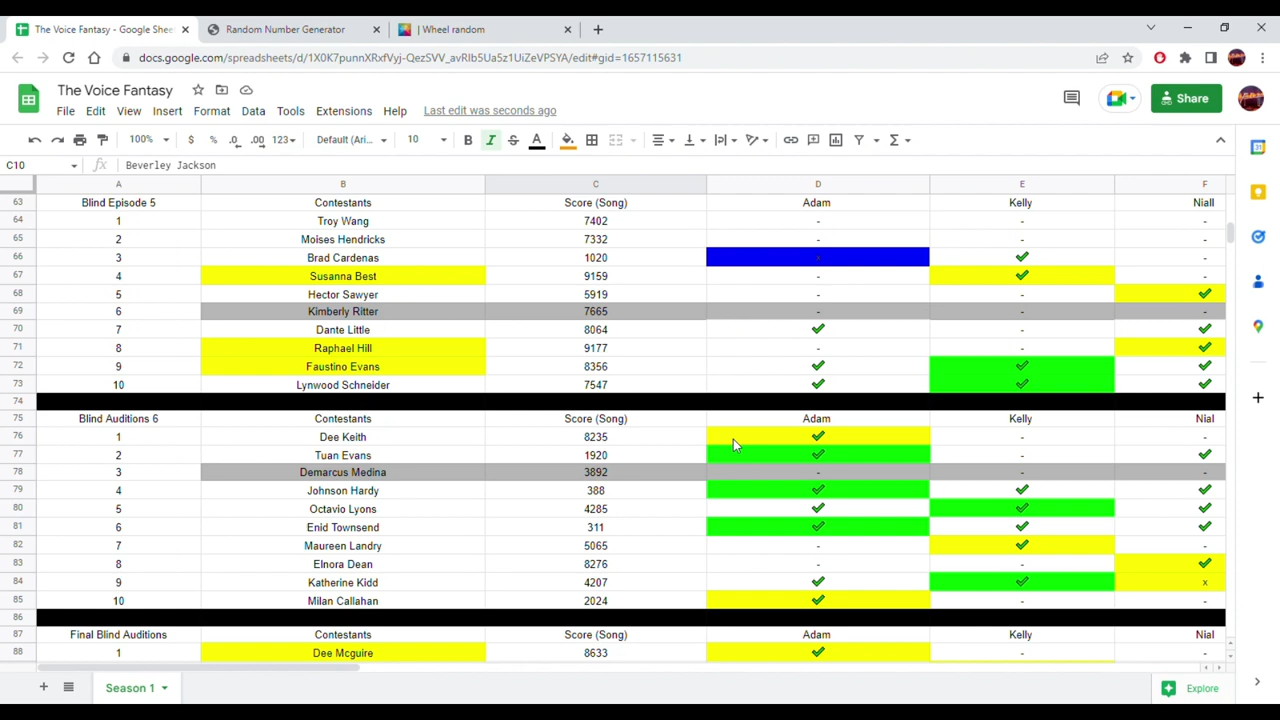 The Voice Fantasy - Google Shee
Random Number Generator
| Wheel random
docs.google.com/spreadsheets/d/1X0K7punnXRxfVyj-QezSVV_avRIb5Ua5z1UiZeVPSYA/edit#gid=1657115631
The Voice Fantasy
Share
File Edit View Insert Format Data Tools Extensions Help Last edit was seconds ago
100% $ % .0 .00 123 Default (Ari... 10 B I S A
C10 fx Beverley Jackson
A B C D E F
63 Blind Episode 5 Contestants Score (Song) Adam Kelly Niall
64 1 Troy Wang 7402 - - -
65 2 Moises Hendricks 7332 - - -
66 3 Brad Cardenas 1020 x ✓ -
67 4 Susanna Best 9159 - ✓ -
68 5 Hector Sawyer 5919 - - ✓
69 6 Kimberly Ritter 7665 - - -
70 7 Dante Little 8064 ✓ - ✓
71 8 Raphael Hill 9177 - - ✓
72 9 Faustino Evans 8356 ✓ ✓ ✓
73 10 Lynwood Schneider 7547 ✓ ✓ ✓
74
75 Blind Auditions 6 Contestants Score (Song) Adam Kelly Nial
76 1 Dee Keith 8235 ✓ - -
77 2 Tuan Evans 1920 ✓ - ✓
78 3 Demarcus Medina 3892 - - -
79 4 Johnson Hardy 388 ✓ ✓ ✓
80 5 Octavio Lyons 4285 ✓ ✓ ✓
81 6 Enid Townsend 311 ✓ ✓ ✓
82 7 Maureen Landry 5065 - ✓ -
83 8 Elnora Dean 8276 - - ✓
84 9 Katherine Kidd 4207 ✓ ✓ x
85 10 Milan Callahan 2024 ✓ - -
86
87 Final Blind Auditions Contestants Score (Song) Adam Kelly Nial
88 1 Dee Mcguire 8633 ✓ - -
Season 1
Explore